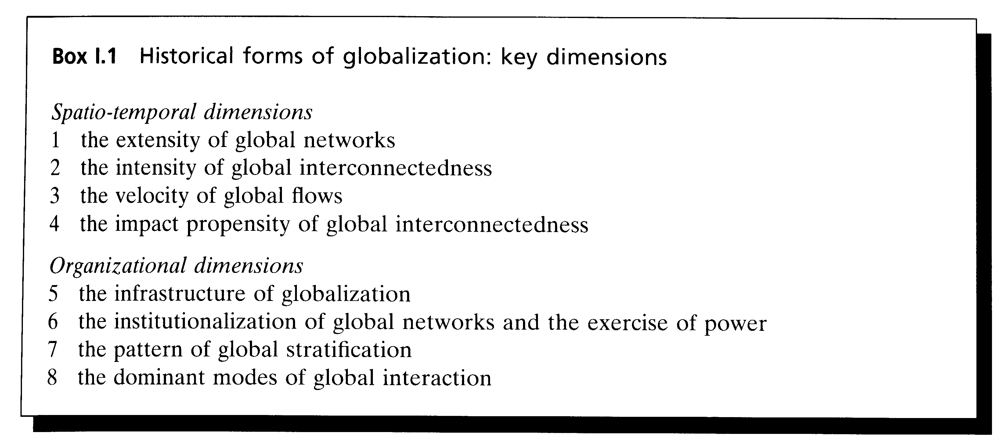 Box I.1 Historical forms of globalization: key dimensions
Spatio-temporal dimensions
1 the extensity of global networks
2 the intensity of global interconnectedness
3 the velocity of global flows
4 the impact propensity of global interconnectedness
Organizational dimensions
5 the infrastructure of globalization
6 the institutionalization of global networks and the exercise of power
7 the pattern of global stratification
8 the dominant modes of global interaction